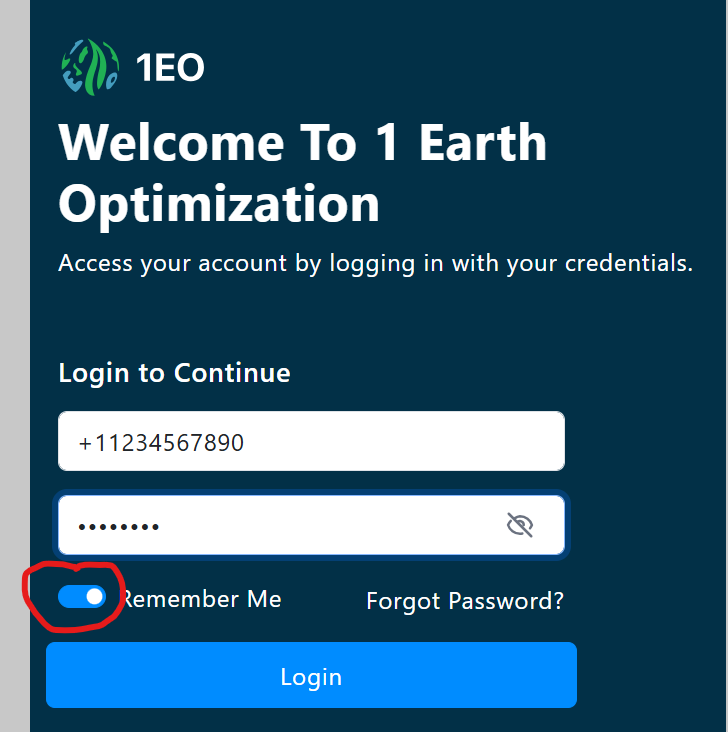 1EO
Welcome To 1 Earth
Optimization
Access your account by logging in with your credentials.
Login to Continue
+11234567890
••••••••
Remember Me
Forgot Password?
Login